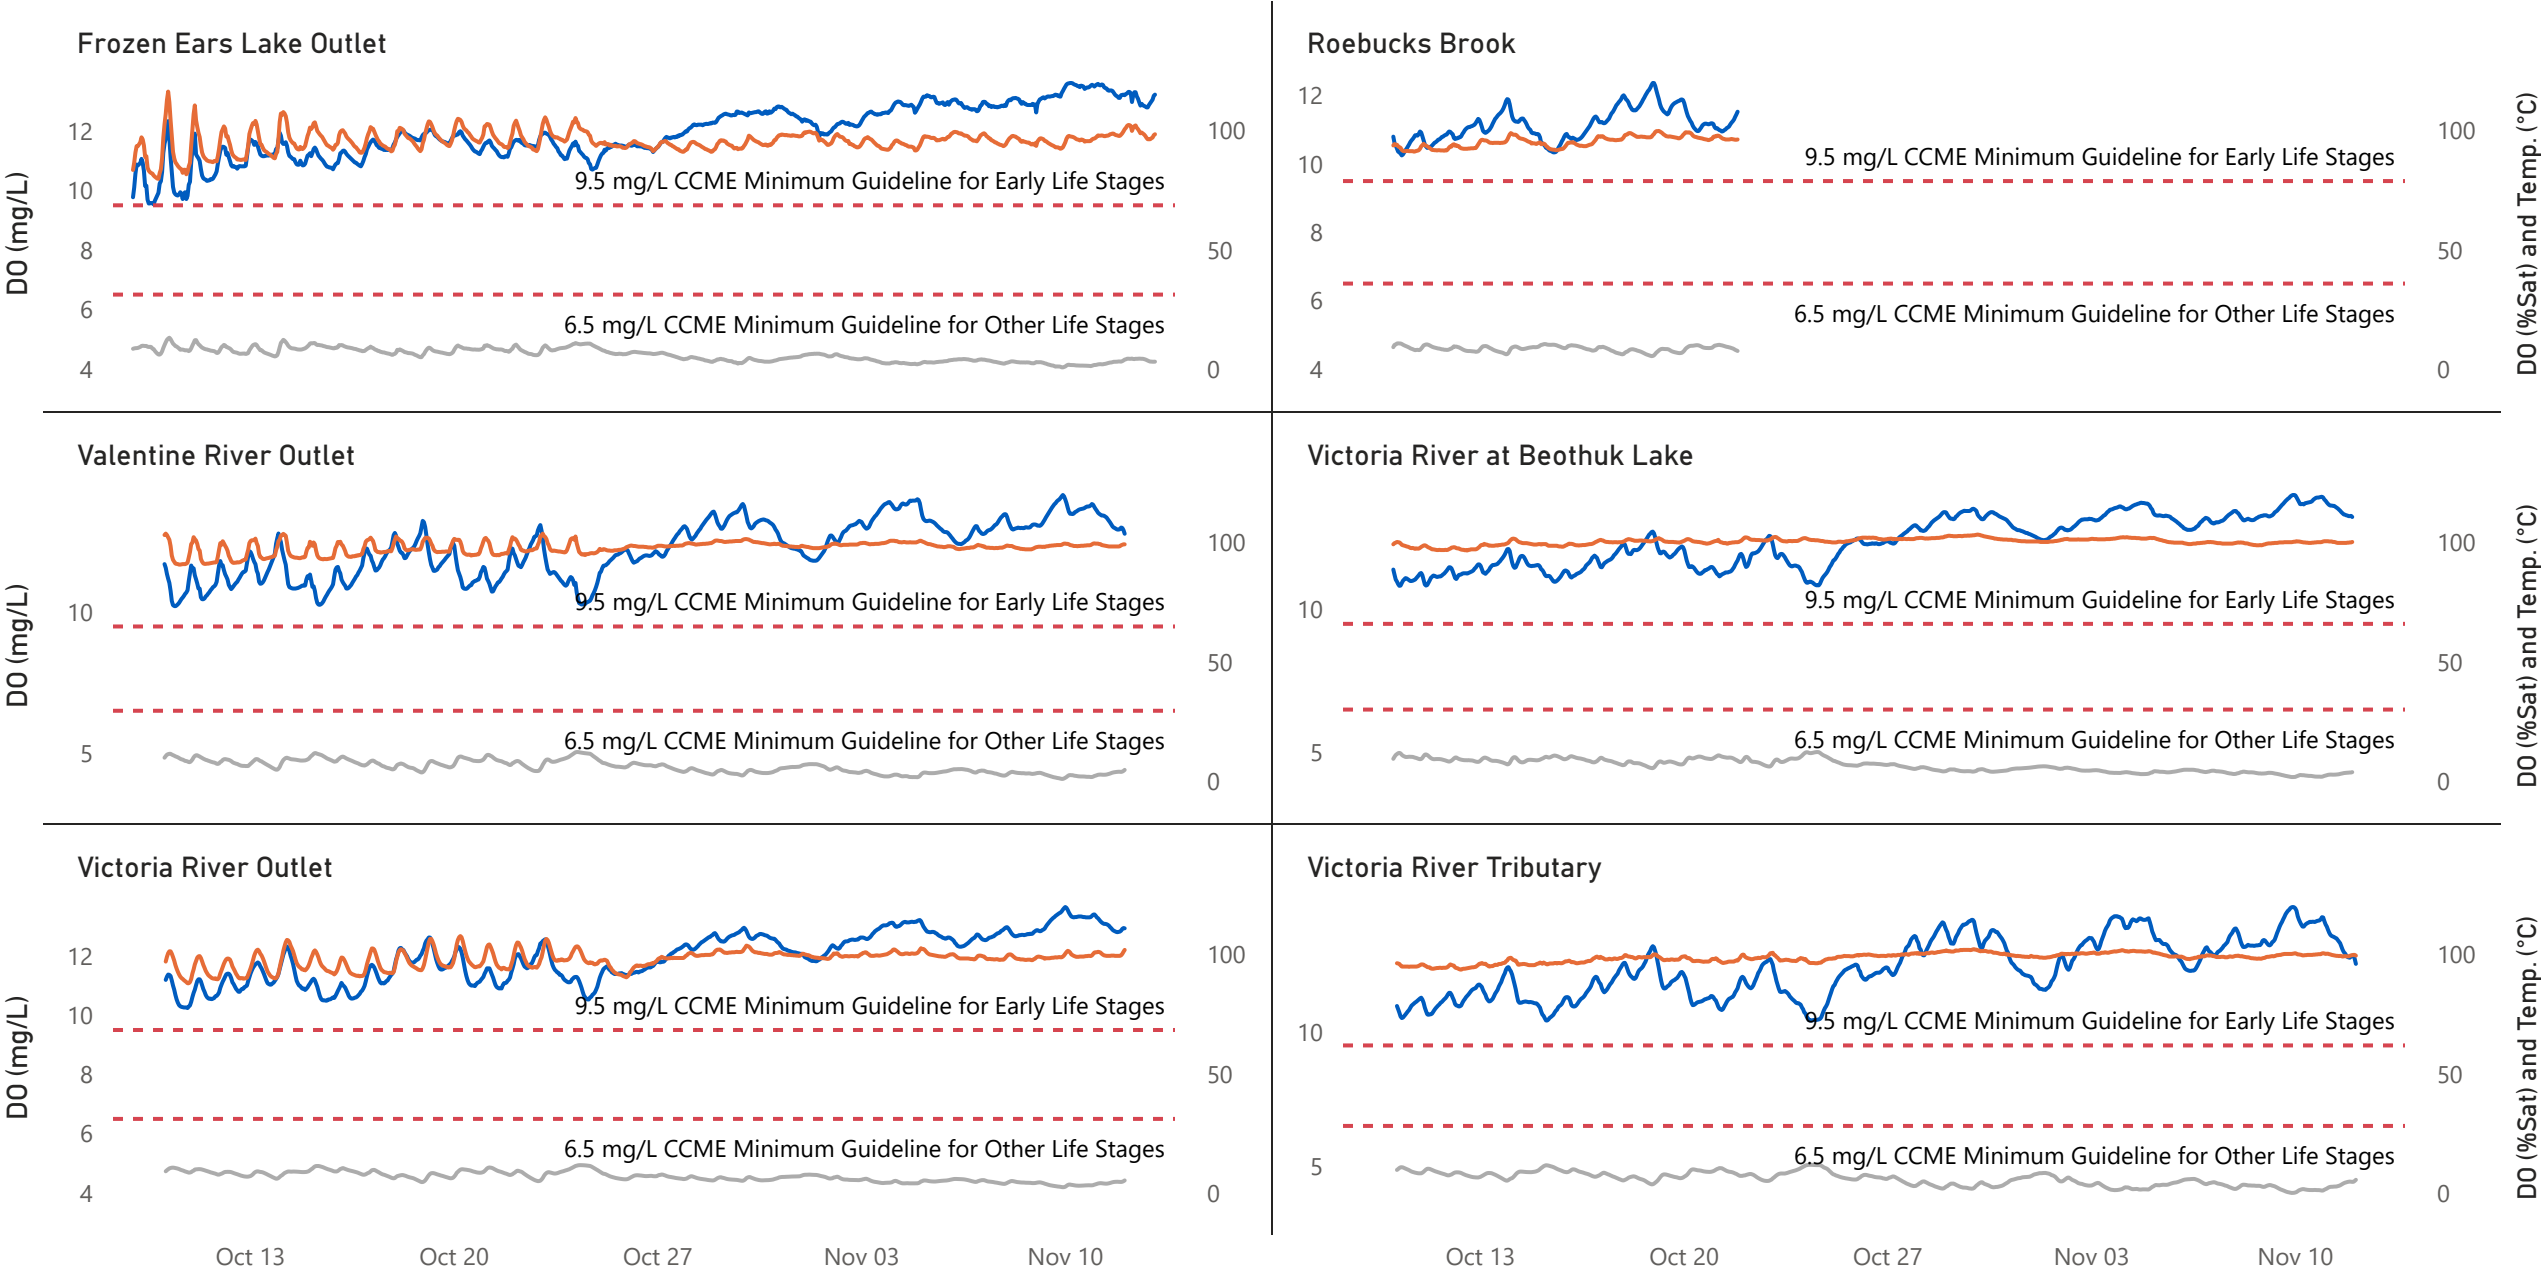 Frozen Ears Lake Outlet
Roebucks Brook
DO (mg/L)
12
10
8
6
4
9.5 mg/L CCME Minimum Guideline for Early Life Stages
6.5 mg/L CCME Minimum Guideline for Other Life Stages
100
50
0
12
10
8
6
4
9.5 mg/L CCME Minimum Guideline for Early Life Stages
6.5 mg/L CCME Minimum Guideline for Other Life Stages
100
50
0
DO (%Sat) and Temp. (°C)
Valentine River Outlet
Victoria River at Beothuk Lake
DO (mg/L)
10
5
9.5 mg/L CCME Minimum Guideline for Early Life Stages
6.5 mg/L CCME Minimum Guideline for Other Life Stages
100
50
0
10
5
9.5 mg/L CCME Minimum Guideline for Early Life Stages
6.5 mg/L CCME Minimum Guideline for Other Life Stages
100
50
0
DO (%Sat) and Temp. (°C)
Victoria River Outlet
Victoria River Tributary
DO (mg/L)
12
10
8
6
4
9.5 mg/L CCME Minimum Guideline for Early Life Stages
6.5 mg/L CCME Minimum Guideline for Other Life Stages
100
50
0
10
5
9.5 mg/L CCME Minimum Guideline for Early Life Stages
6.5 mg/L CCME Minimum Guideline for Other Life Stages
100
50
0
DO (%Sat) and Temp. (°C)
Oct 13 Oct 20 Oct 27 Nov 03 Nov 10
Oct 13 Oct 20 Oct 27 Nov 03 Nov 10